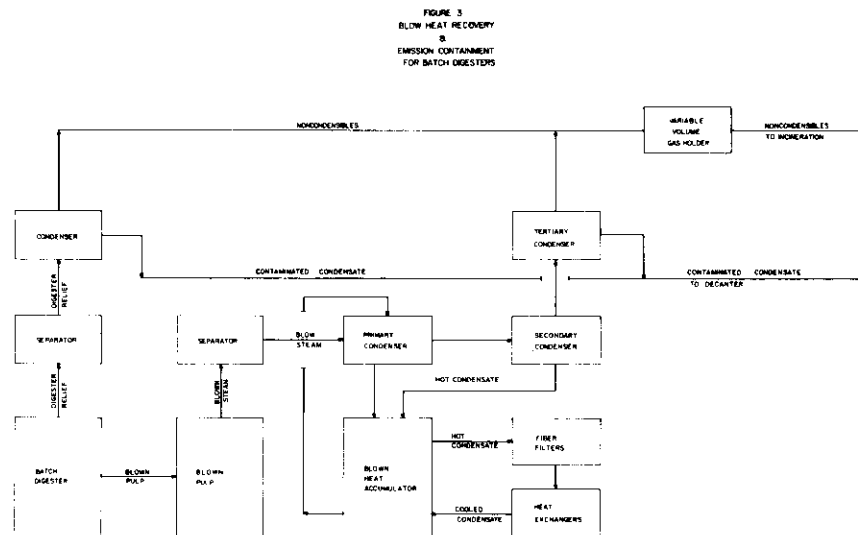 FIGURE 3
BLOW HEAT RECOVERY
&
EMISSION CONTAINMENT
FOR BATCH DIGESTERS
NONCONDENSIBLES
VARIABLE
VOLUME
GAS HOLDER
NONCONDENSIBLES
TO INCINERATION
CONDENSER
TERTIARY
CONDENSER
CONTAMINATED CONDENSATE
CONTAMINATED CONDENSATE
TO DECANTER
DIGESTER
RELIEF
SEPARATOR
SEPARATOR
BLOW
STEAM
PRIMARY
CONDENSER
SECONDARY
CONDENSER
DIGESTER
RELIEF
BLOWN
STEAM
HOT CONDENSATE
BATCH
DIGESTER
BLOWN
PULP
BLOWN
PULP
BLOWN
HEAT
ACCUMULATOR
HOT
CONDENSATE
FIBER
FILTERS
COOLED
CONDENSATE
HEAT
EXCHANGERS